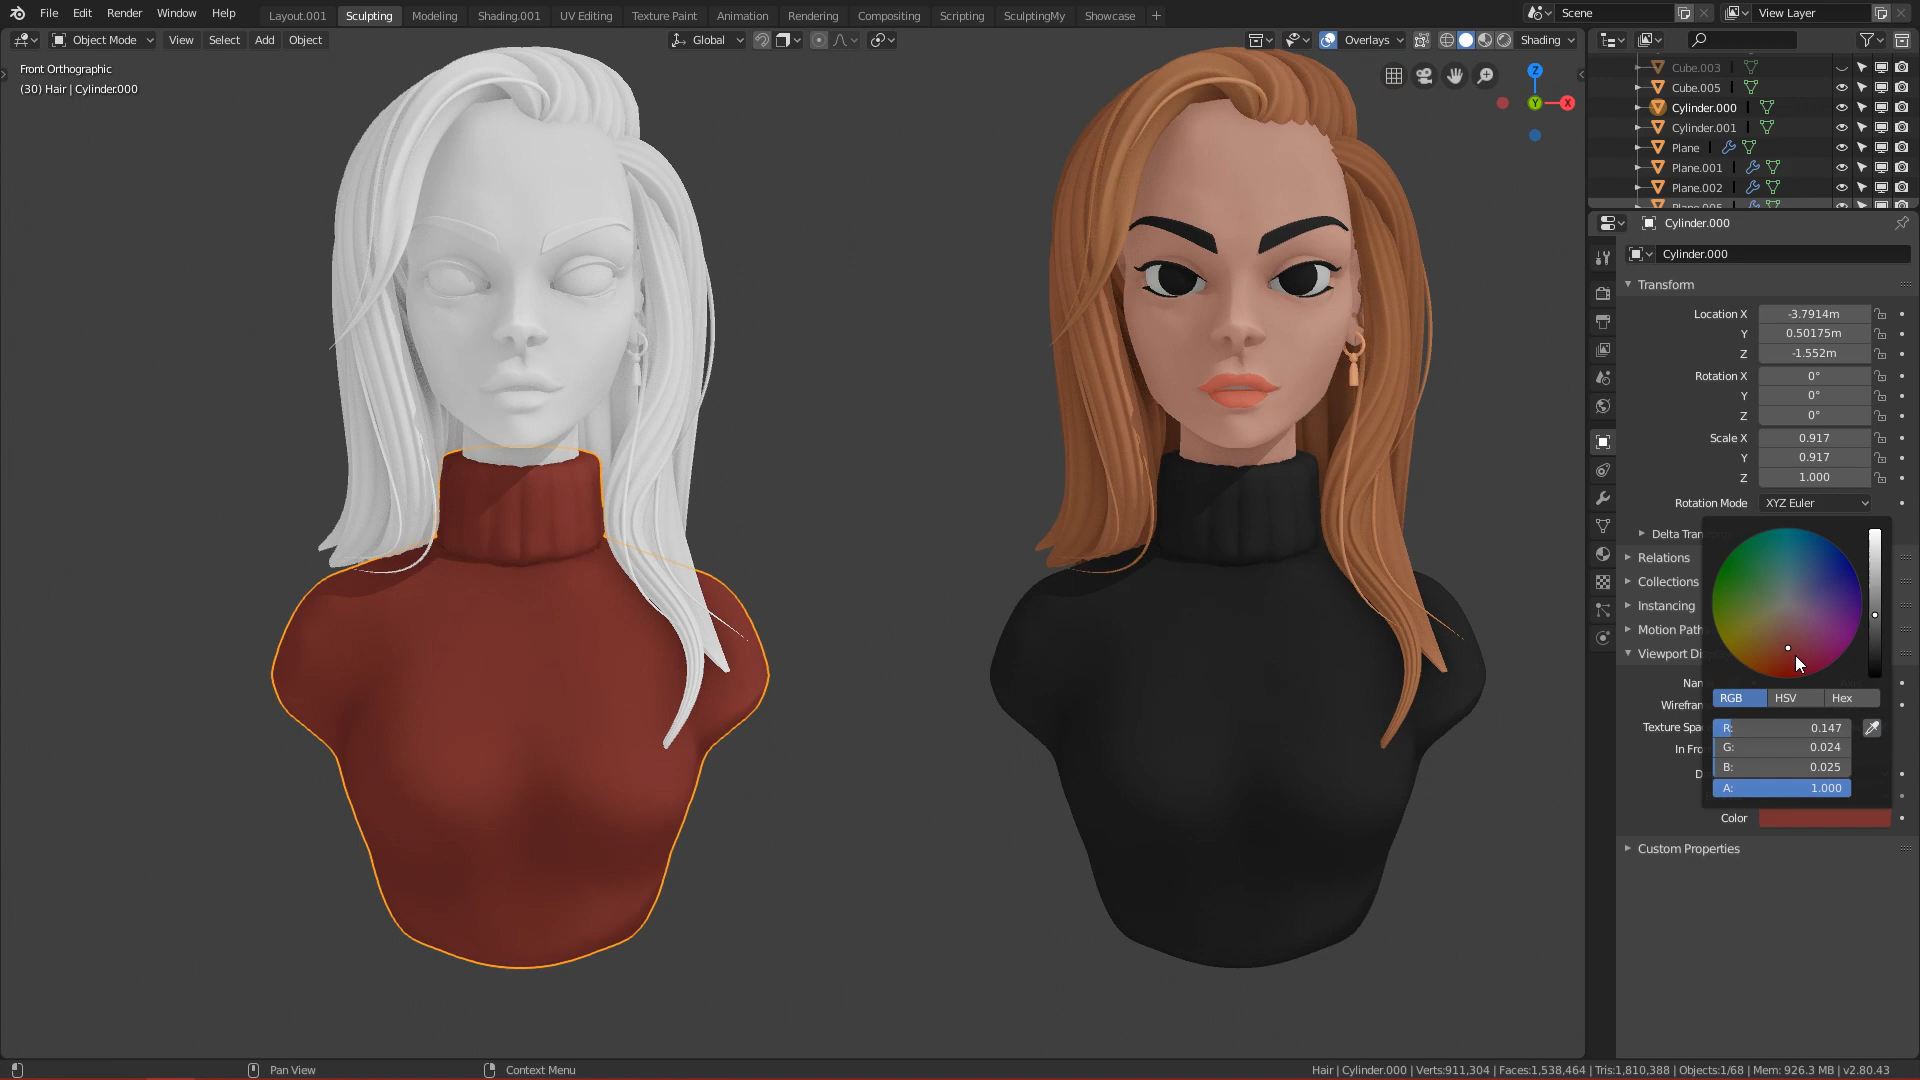 File Edit Render Window Help
Layout.001 Sculpting Modeling Shading.001 UV Editing Texture Paint Animation Rendering Compositing Scripting SculptingMy Showcase +
Scene
View Layer
Object Mode View Select Add Object
Global
Overlays
Shading
Front Orthographic
(30) Hair | Cylinder.000
Z
Y
X
Cube.003
Cube.005
Cylinder.000
Cylinder.001
Plane
Plane.001
Plane.002
Plane.005
Cylinder.000
Cylinder.000
Transform
Location X -3.7914m
Y 0.50175m
Z -1.552m
Rotation X 0°
Y 0°
Z 0°
Scale X 0.917
Y 0.917
Z 1.000
Rotation Mode XYZ Euler
Delta Tran
Relations
Collections
Instancing
Motion Path
Viewport Di
Nam
Wirefram
Texture Spa
In Fro
D
RGB HSV Hex
R: 0.147
G: 0.024
B: 0.025
A: 1.000
Color
Custom Properties
Pan View
Context Menu
Hair | Cylinder.000 | Verts:911,304 | Faces:1,538,464 | Tris:1,810,388 | Objects:1/68 | Mem: 926.3 MB | v2.80.43